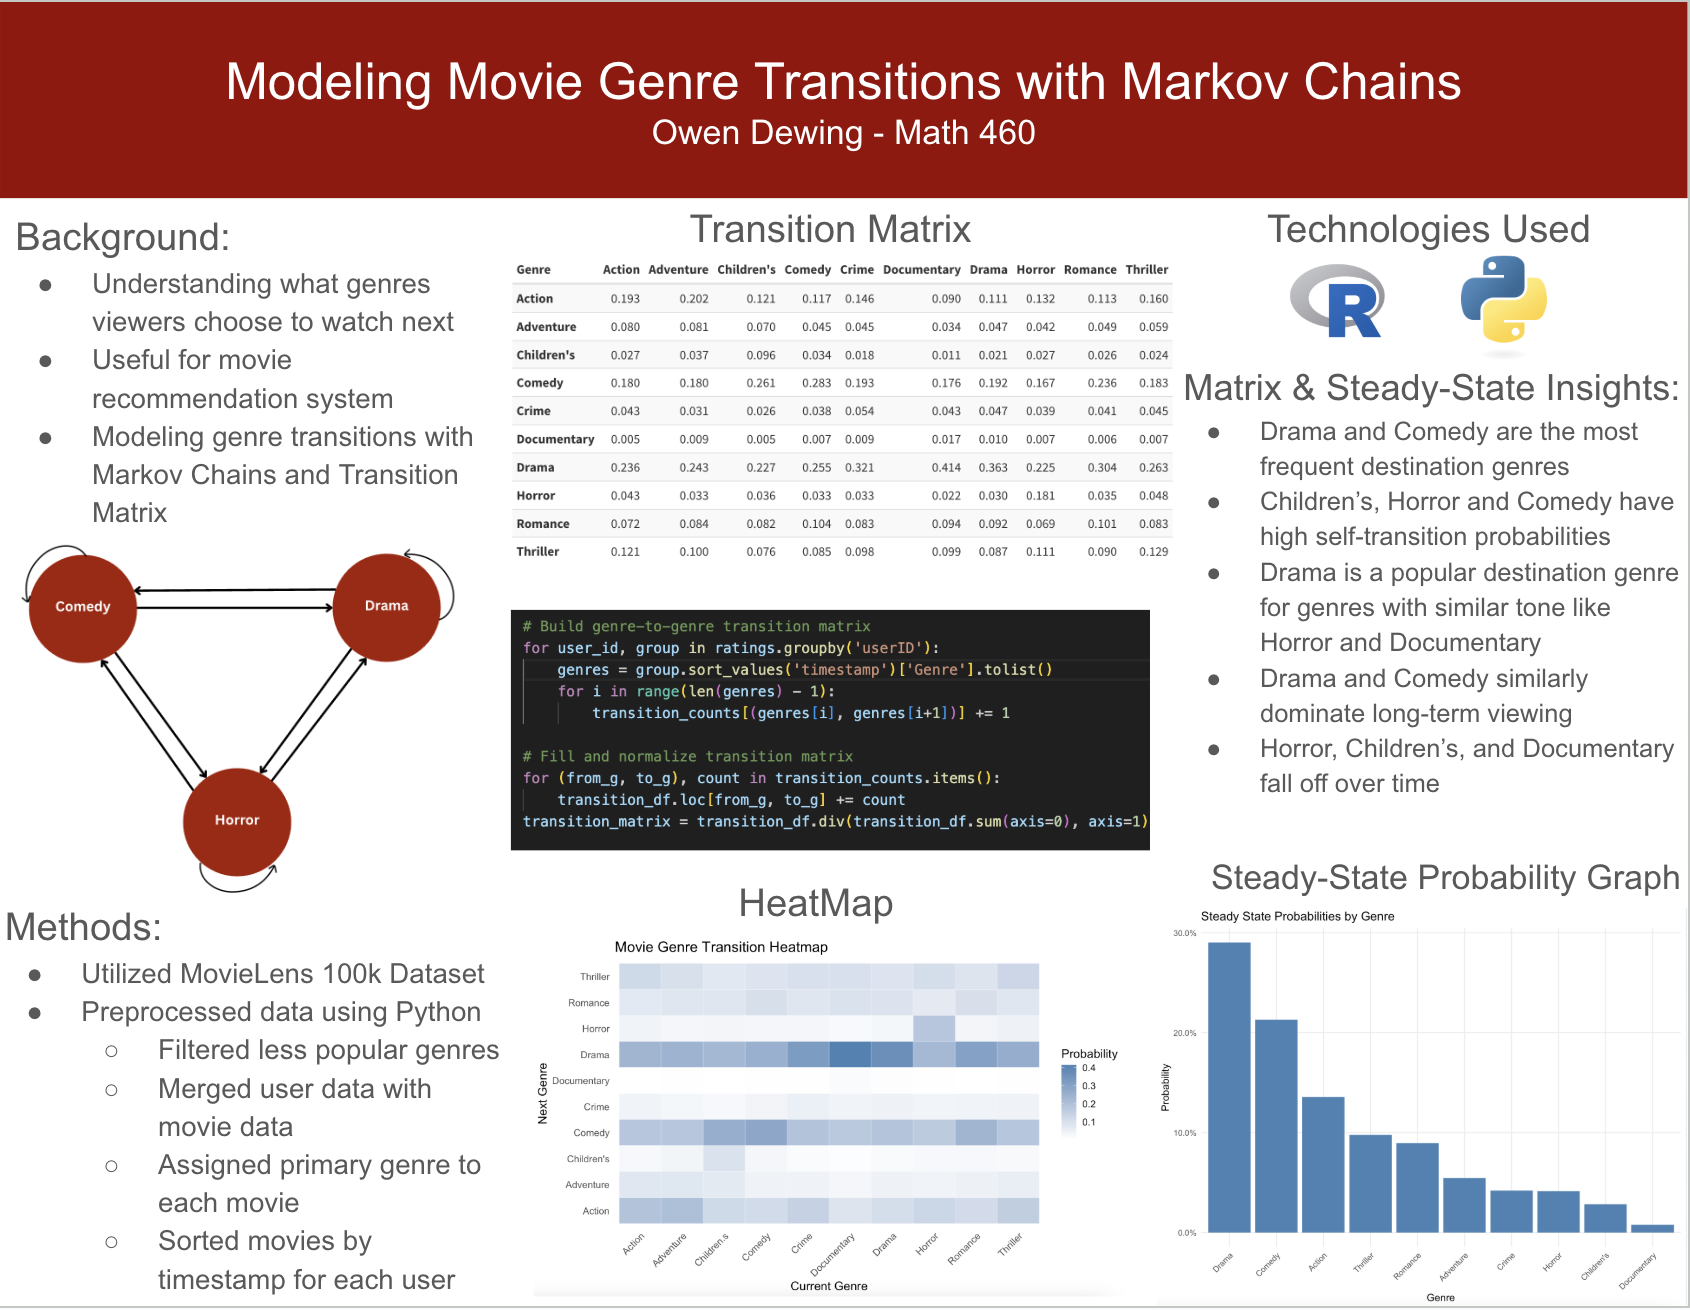 Modeling Movie Genre Transitions with Markov Chains
Owen Dewing - Math 460
Background:
● Understanding what genres
viewers choose to watch next
● Useful for movie
recommendation system
● Modeling genre transitions with
Markov Chains and Transition
Matrix
Comedy
Drama
Horror
Methods:
● Utilized MovieLens 100k Dataset
● Preprocessed data using Python
○ Filtered less popular genres
○ Merged user data with
movie data
○ Assigned primary genre to
each movie
○ Sorted movies by
timestamp for each user
Transition Matrix
Genre Action Adventure Children's Comedy Crime Documentary Drama Horror Romance Thriller
Action 0.193 0.202 0.121 0.117 0.146 0.090 0.111 0.132 0.113 0.160
Adventure 0.080 0.081 0.070 0.045 0.045 0.034 0.047 0.042 0.049 0.059
Children's 0.027 0.037 0.096 0.034 0.018 0.011 0.021 0.027 0.026 0.024
Comedy 0.180 0.180 0.261 0.283 0.193 0.176 0.192 0.167 0.236 0.183
Crime 0.043 0.031 0.026 0.038 0.054 0.043 0.047 0.039 0.041 0.045
Documentary 0.005 0.009 0.005 0.007 0.009 0.017 0.010 0.007 0.006 0.007
Drama 0.236 0.243 0.227 0.255 0.321 0.414 0.363 0.225 0.304 0.263
Horror 0.043 0.033 0.036 0.033 0.033 0.022 0.030 0.181 0.035 0.048
Romance 0.072 0.084 0.082 0.104 0.083 0.094 0.092 0.069 0.101 0.083
Thriller 0.121 0.100 0.076 0.085 0.098 0.099 0.087 0.111 0.090 0.129
# Build genre-to-genre transition matrix
for user_id, group in ratings.groupby('userID'):
genres = group.sort_values('timestamp')['Genre'].tolist()
for i in range(len(genres) - 1):
transition_counts[(genres[i], genres[i+1])] += 1
# Fill and normalize transition matrix
for (from_g, to_g), count in transition_counts.items():
transition_df.loc[from_g, to_g] += count
transition_matrix = transition_df.div(transition_df.sum(axis=0), axis=1)
HeatMap
Movie Genre Transition Heatmap
Next Genre
Thriller
Romance
Horror
Drama
Documentary
Crime
Comedy
Children's
Adventure
Action
Action Adventure Children.s Comedy Crime Documentary Drama Horror Romance Thriller
Current Genre
Probability
0.4
0.3
0.2
0.1
Technologies Used
R
Matrix & Steady-State Insights:
● Drama and Comedy are the most
frequent destination genres
● Children’s, Horror and Comedy have
high self-transition probabilities
● Drama is a popular destination genre
for genres with similar tone like
Horror and Documentary
● Drama and Comedy similarly
dominate long-term viewing
● Horror, Children’s, and Documentary
fall off over time
Steady-State Probability Graph
Steady State Probabilities by Genre
Probability
30.0%
20.0%
10.0%
0.0%
Drama Comedy Action Thriller Romance Adventure Crime Horror Children's Documentary
Genre